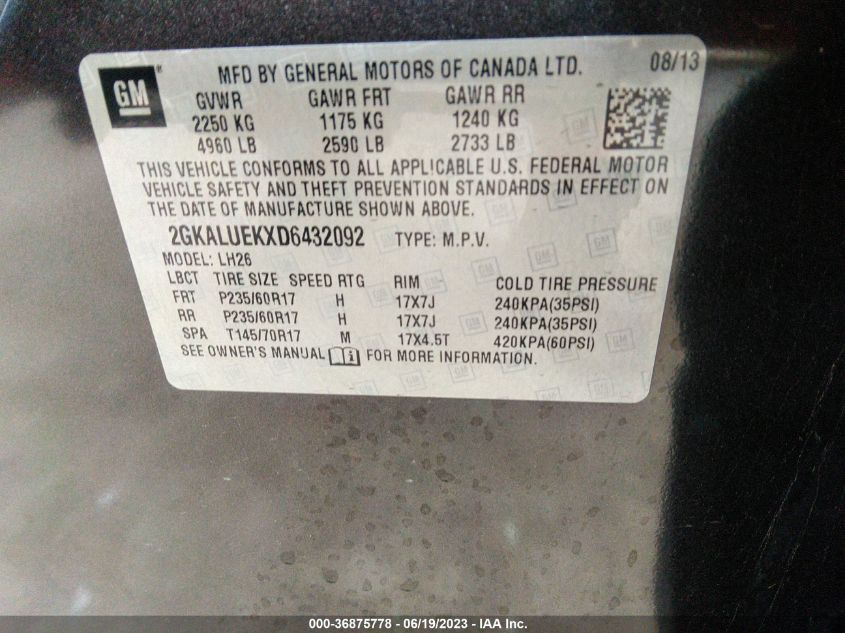 GM
MFD BY GENERAL MOTORS OF CANADA LTD. 08/13
GVWR GAWR FRT GAWR RR
2250 KG 1175 KG 1240 KG
4960 LB 2590 LB 2733 LB
THIS VEHICLE CONFORMS TO ALL APPLICABLE U.S. FEDERAL MOTOR
VEHICLE SAFETY AND THEFT PREVENTION STANDARDS IN EFFECT ON
THE DATE OF MANUFACTURE SHOWN ABOVE.
2GKALUEKXD6432092 TYPE: M.P.V.
MODEL: LH26
LBCT TIRE SIZE SPEED RTG RIM COLD TIRE PRESSURE
FRT P235/60R17 H 17X7J 240KPA(35PSI)
RR P235/60R17 H 17X7J 240KPA(35PSI)
SPA T145/70R17 M 17X4.5T 420KPA(60PSI)
SEE OWNER'S MANUAL FOR MORE INFORMATION.
000-36875778 - 06/19/2023 - IAA Inc.